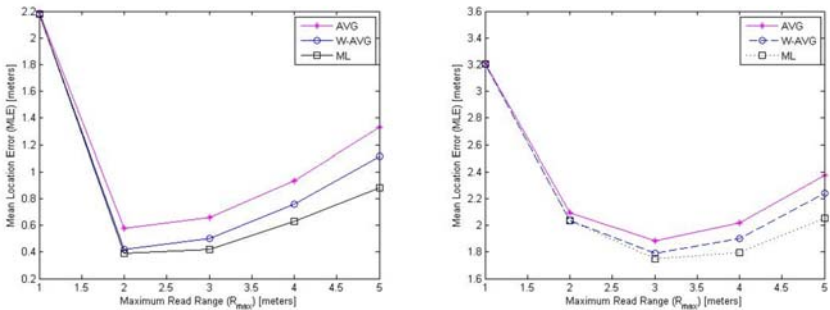 2.2
2
1.8
1.6
1.4
1.2
1
0.8
0.6
0.4
0.2
Mean Location Error (MLE) [meters]
AVG
W-AVG
ML
1 1.5 2 2.5 3 3.5 4 4.5 5
Maximum Read Range (Rmax) [meters]
3.6
3.4
3.2
3
2.8
2.6
2.4
2.2
2
1.8
1.6
Mean Location Error (MLE) [meters]
AVG
W-AVG
ML
1 1.5 2 2.5 3 3.5 4 4.5 5
Maximum Read Range (Rmax) [meters]